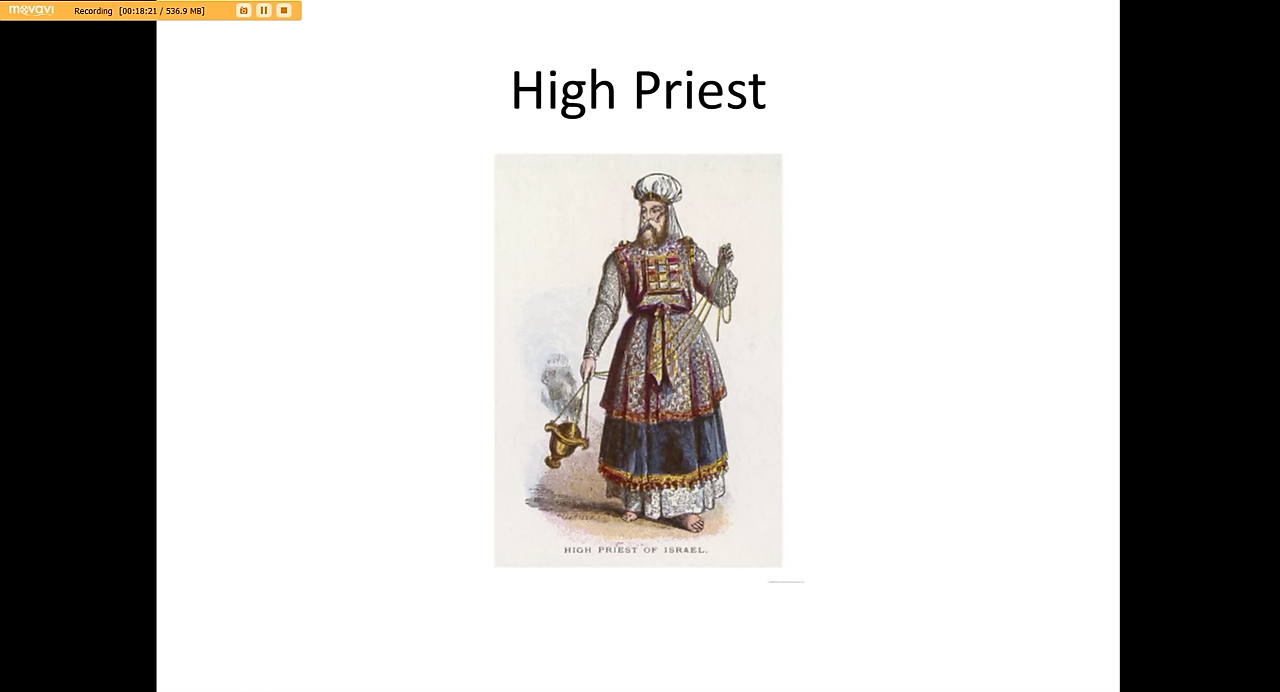 movavi Recording [00:18:21 / 536.9 MB]
High Priest
HIGH PRIEST OF ISRAEL.